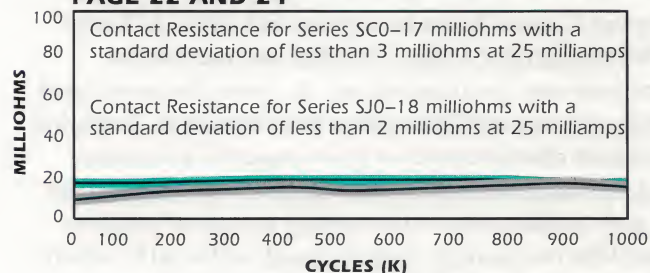 PAGE 22 AND 24
100
Contact Resistance for Series SC0–17 milliohms with a
80
standard deviation of less than 3 milliohms at 25 milliamps
60
Contact Resistance for Series SJ0–18 milliohms with a
40
standard deviation of less than 2 milliohms at 25 milliamps
20
0
MILLIOHMS
0 100 200 300 400 500 600 700 800 900 1000
CYCLES (K)